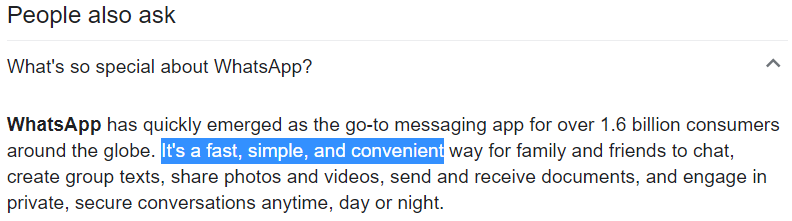 People also ask
What's so special about WhatsApp?
WhatsApp has quickly emerged as the go-to messaging app for over 1.6 billion consumers
around the globe. It's a fast, simple, and convenient way for family and friends to chat,
create group texts, share photos and videos, send and receive documents, and engage in
private, secure conversations anytime, day or night.